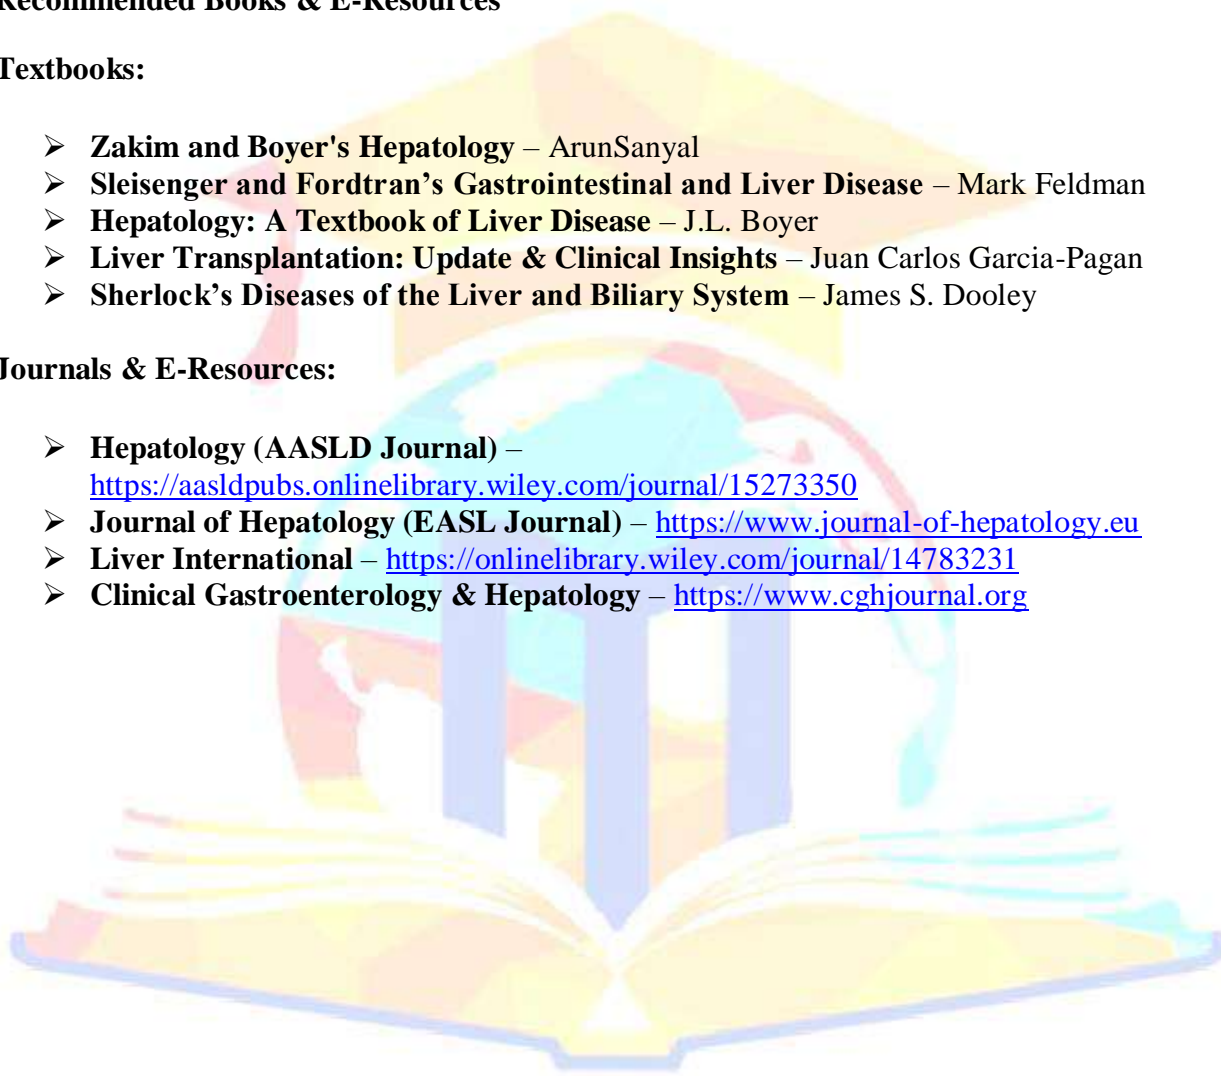 Recommended Books & E-Resources
Textbooks:
➢ Zakim and Boyer's Hepatology – ArunSanyal
➢ Sleisenger and Fordtran’s Gastrointestinal and Liver Disease – Mark Feldman
➢ Hepatology: A Textbook of Liver Disease – J.L. Boyer
➢ Liver Transplantation: Update & Clinical Insights – Juan Carlos Garcia-Pagan
➢ Sherlock’s Diseases of the Liver and Biliary System – James S. Dooley
Journals & E-Resources:
➢ Hepatology (AASLD Journal) –
https://aasldpubs.onlinelibrary.wiley.com/journal/15273350
➢ Journal of Hepatology (EASL Journal) – https://www.journal-of-hepatology.eu
➢ Liver International – https://onlinelibrary.wiley.com/journal/14783231
➢ Clinical Gastroenterology & Hepatology – https://www.cghjournal.org